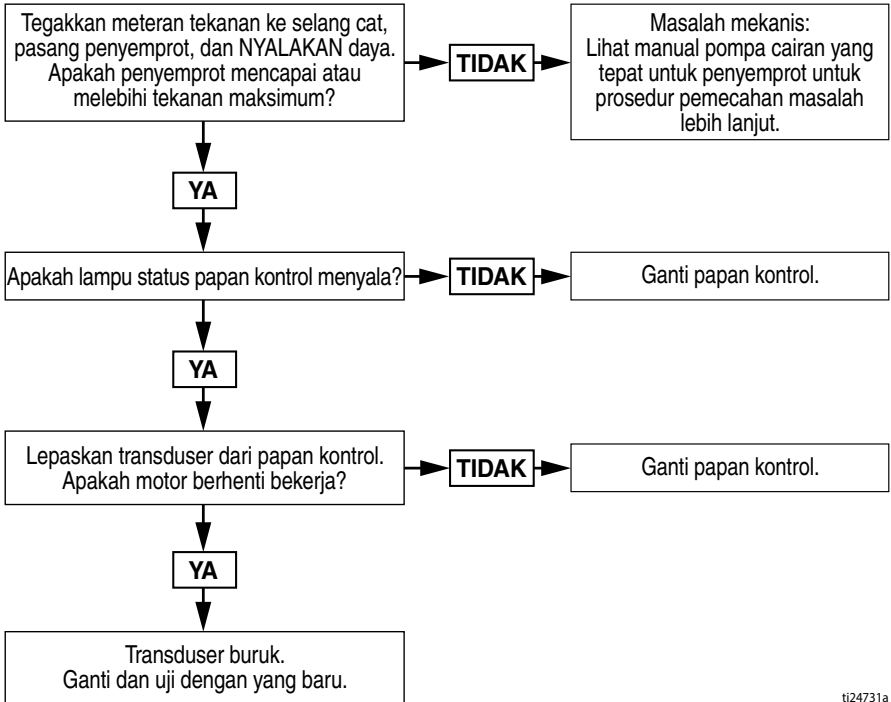 Tegakkan meteran tekanan ke selang cat,
pasang penyemprot, dan NYALAKAN daya.
Apakah penyemprot mencapai atau
melebihi tekanan maksimum?
TIDAK
Masalah mekanis:
Lihat manual pompa cairan yang
tepat untuk penyemprot untuk
prosedur pemecahan masalah
lebih lanjut.
YA
Apakah lampu status papan kontrol menyala?
TIDAK
Ganti papan kontrol.
YA
Lepaskan transduser dari papan kontrol.
Apakah motor berhenti bekerja?
TIDAK
Ganti papan kontrol.
YA
Transduser buruk.
Ganti dan uji dengan yang baru.
ti24731a